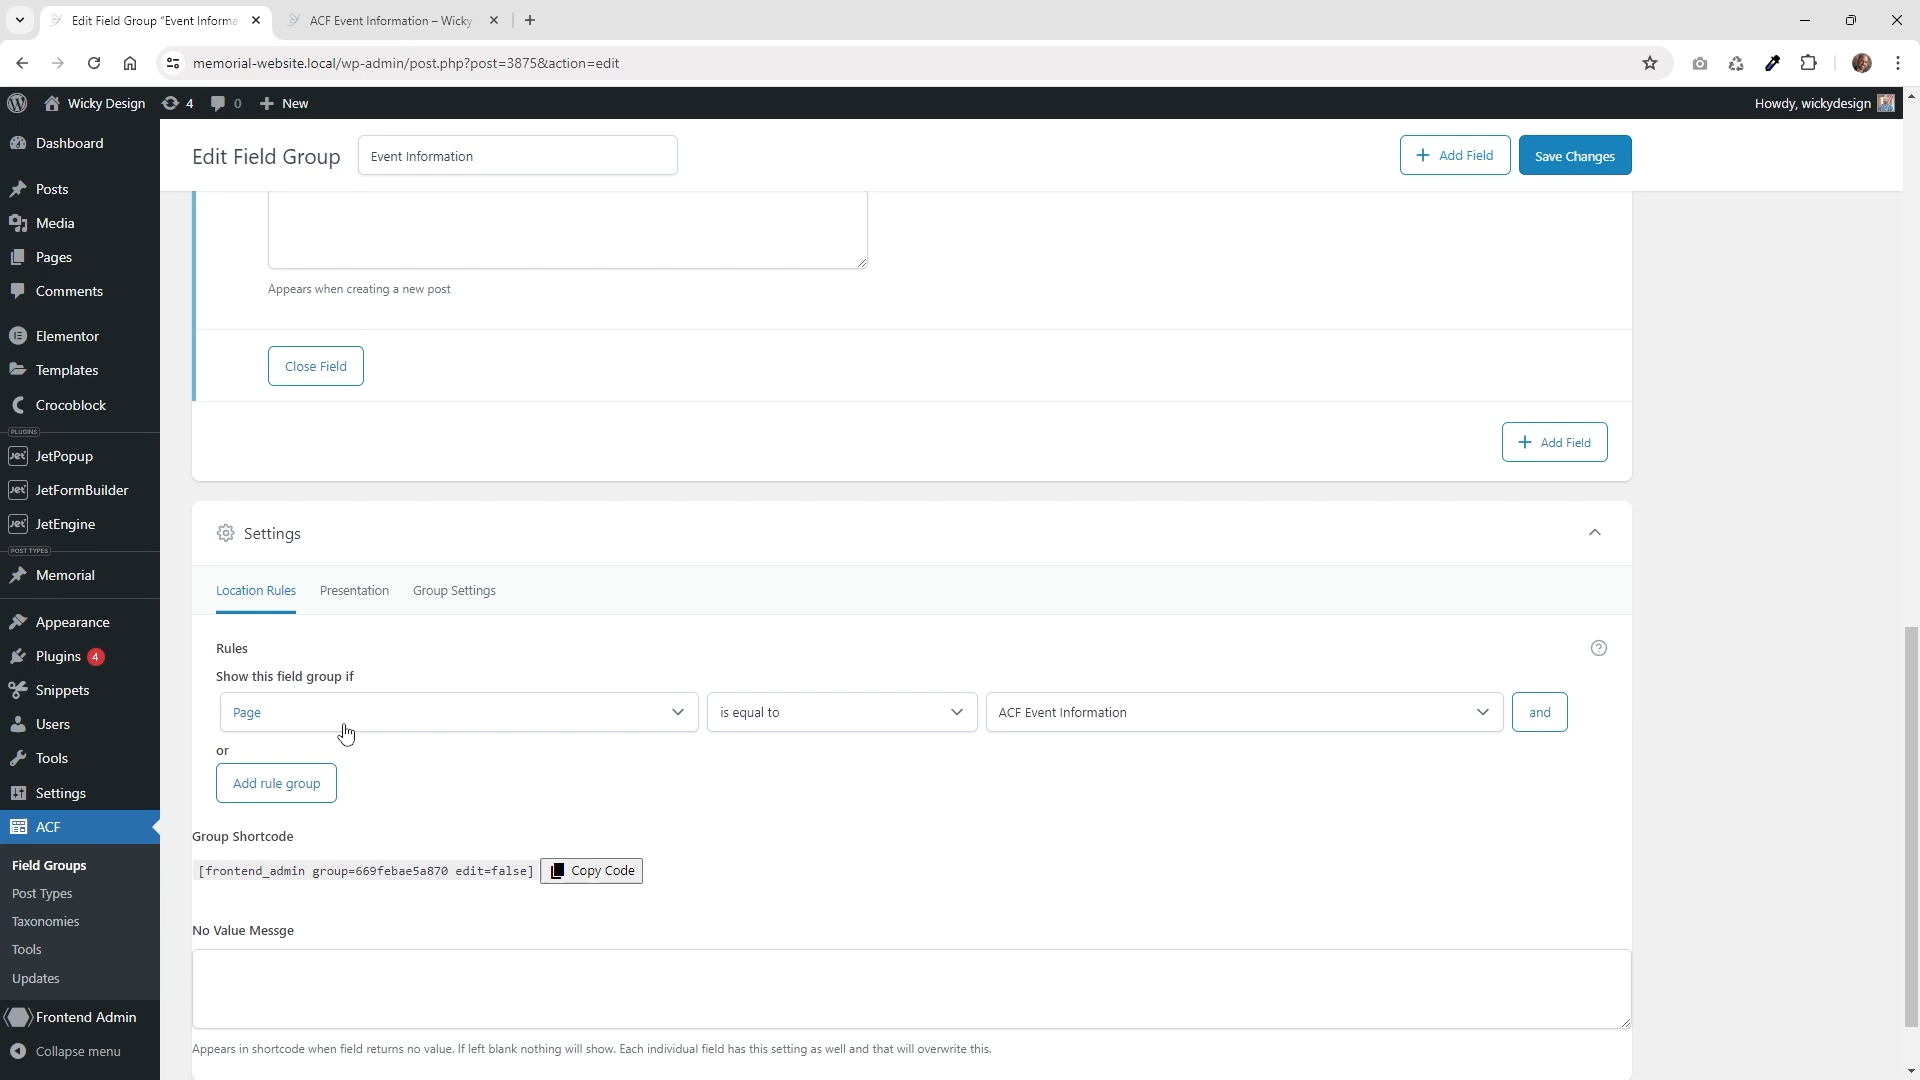 Edit Field Group "Event Informa
ACF Event Information – Wicky
memorial-website.local/wp-admin/post.php?post=3875&action=edit
Wicky Design
4
0
New
Howdy, wickydesign
Dashboard
Posts
Media
Pages
Comments
Elementor
Templates
Crocoblock
PLUGINS
JetPopup
JetFormBuilder
JetEngine
POST TYPES
Memorial
Appearance
Plugins 4
Snippets
Users
Tools
Settings
ACF
Field Groups
Post Types
Taxonomies
Tools
Updates
Frontend Admin
Collapse menu
Edit Field Group
Event Information
+ Add Field
Save Changes
Appears when creating a new post
Close Field
+ Add Field
Settings
Location Rules
Presentation
Group Settings
Rules
?
Show this field group if
Page
is equal to
ACF Event Information
and
or
Add rule group
Group Shortcode
[frontend_admin group=669febae5a870 edit=false]
Copy Code
No Value Messge
Appears in shortcode when field returns no value. If left blank nothing will show. Each individual field has this setting as well and that will overwrite this.